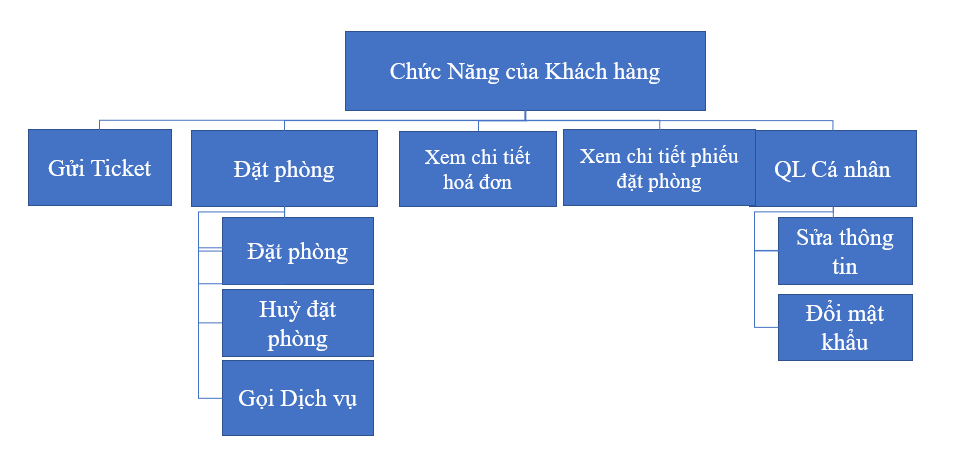 Chức Năng của Khách hàng
Gửi Ticket
Đặt phòng
Xem chi tiết
hoá đơn
Xem chi tiết phiếu
đặt phòng
QL Cá nhân
Đặt phòng
Huỷ đặt
phòng
Gọi Dịch vụ
Sửa thông
tin
Đổi mật
khẩu